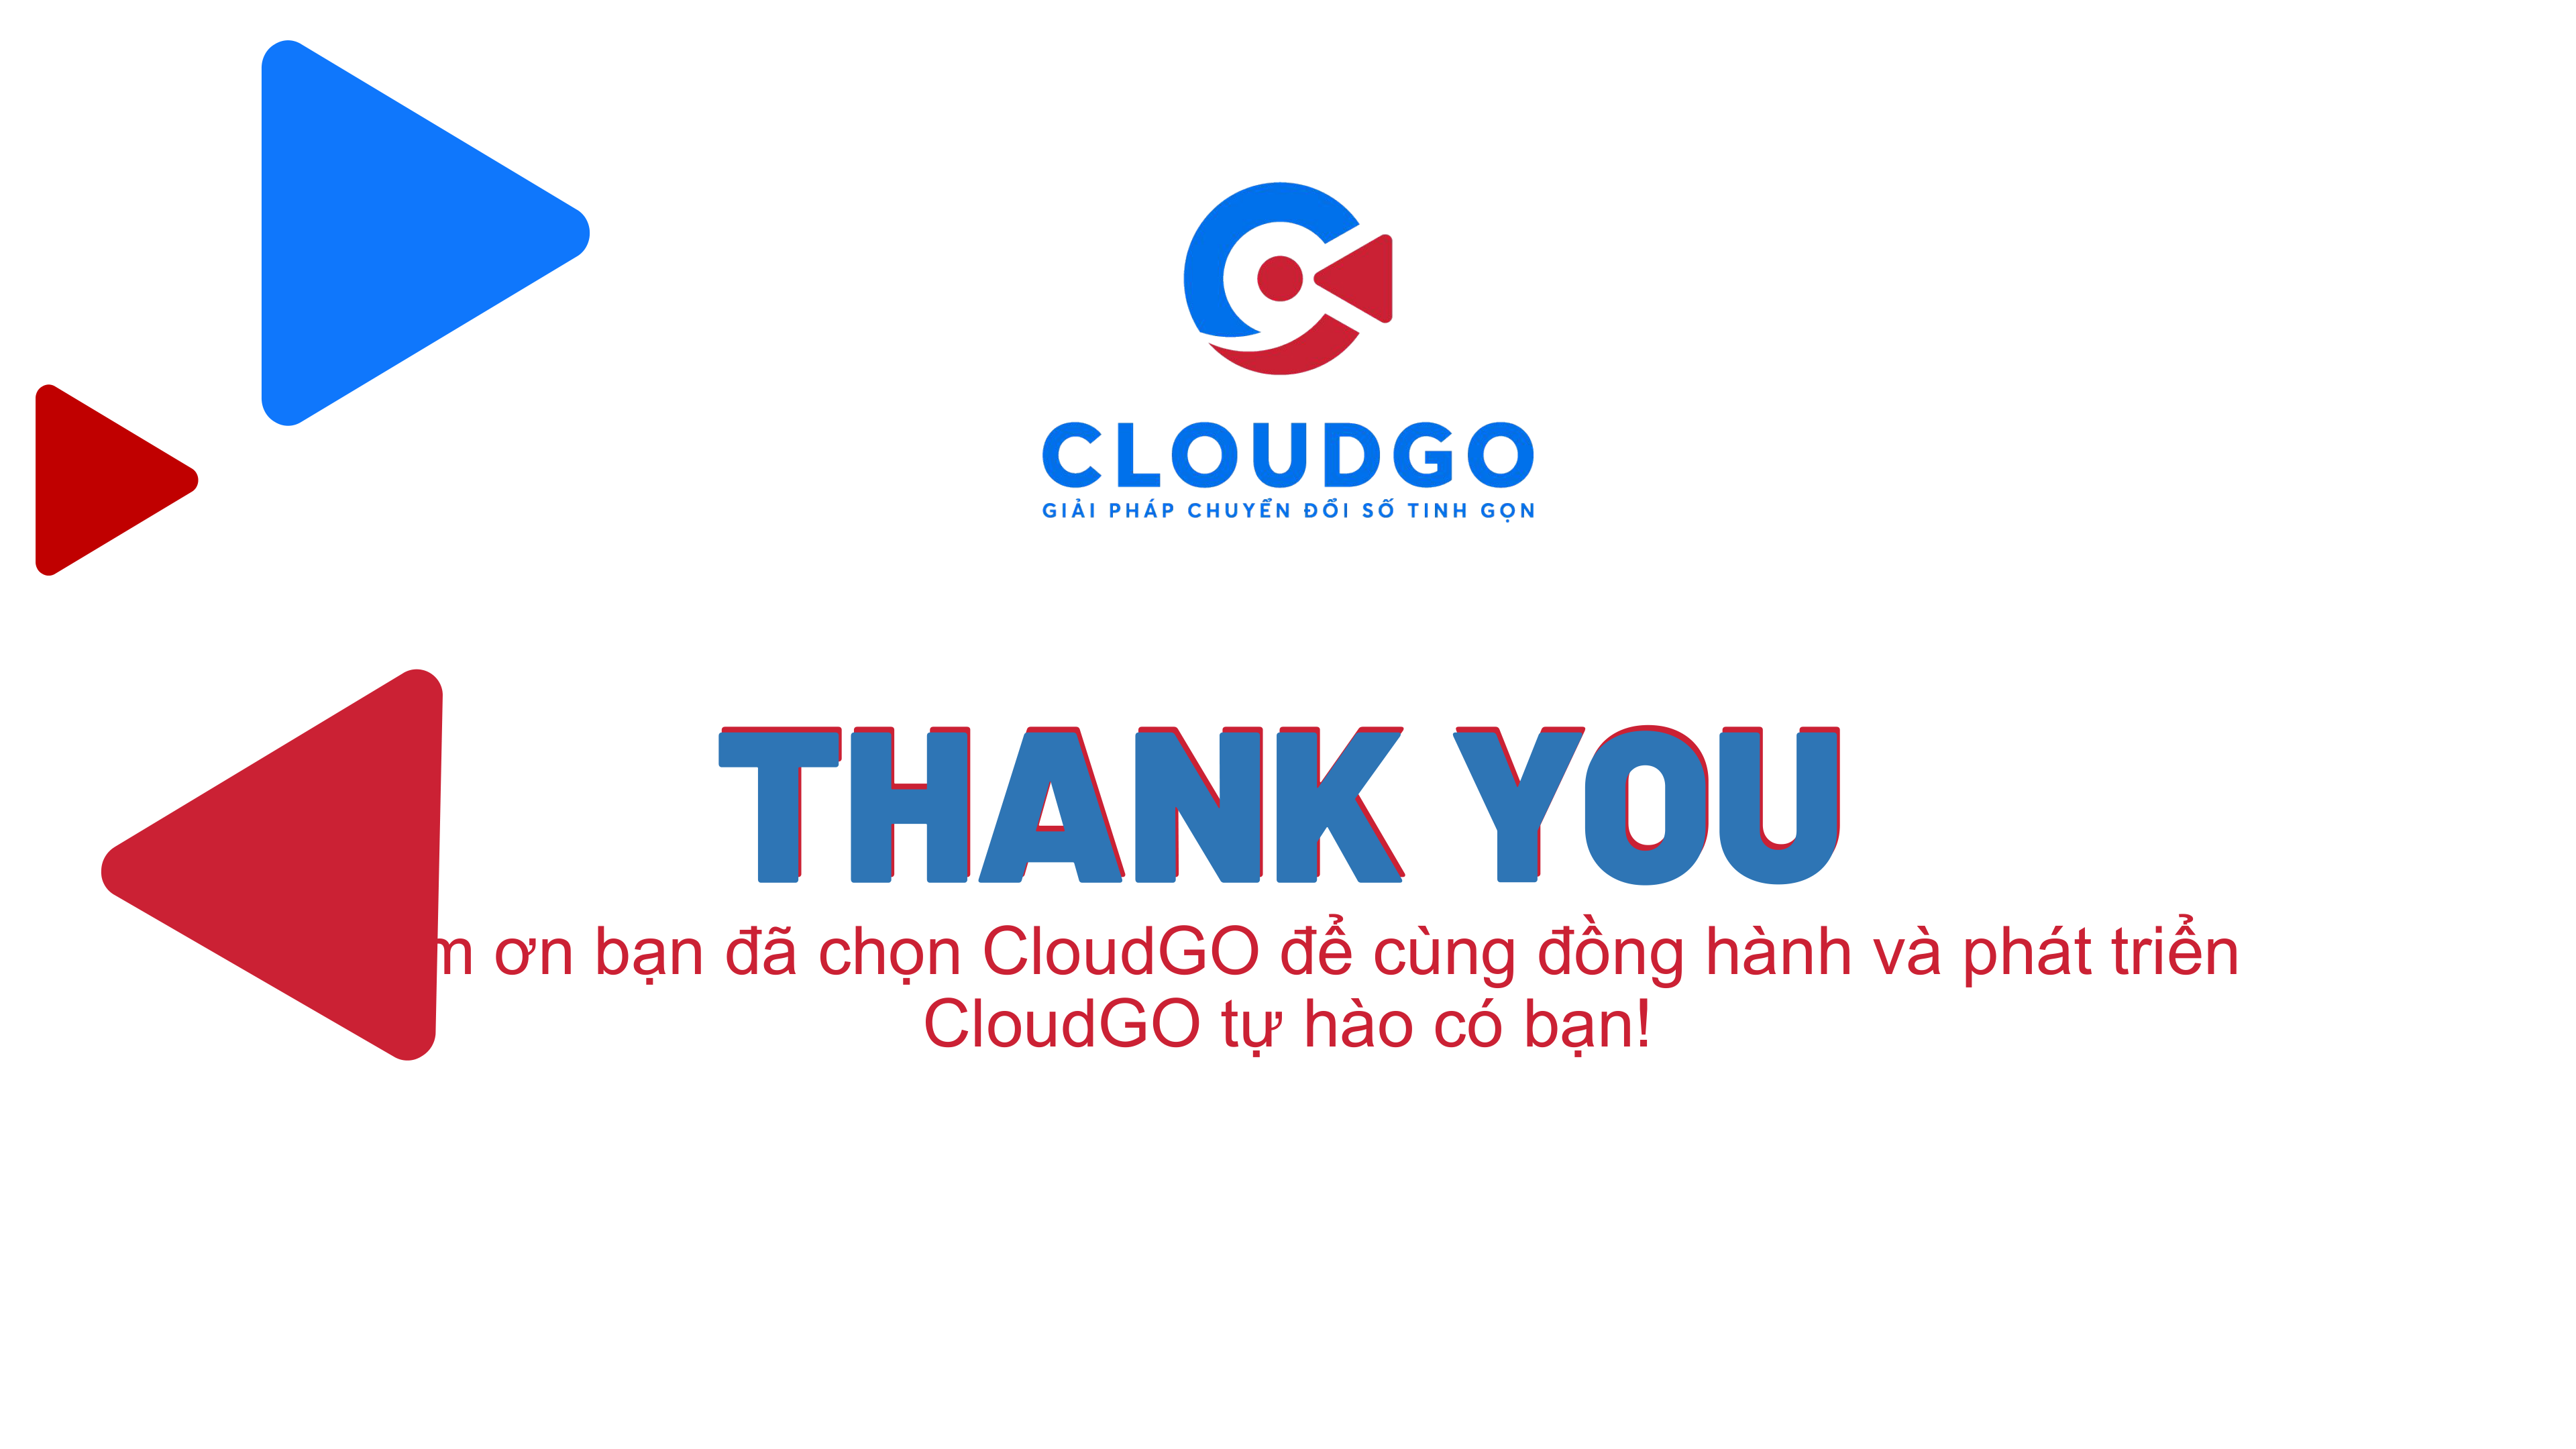 CLOUDGO
GIẢI PHÁP CHUYỂN ĐỔI SỐ TINH GỌN
THANK YOU
ơn bạn đã chọn CloudGO để cùng đồng hành và phát triển
CloudGO tự hào có bạn!